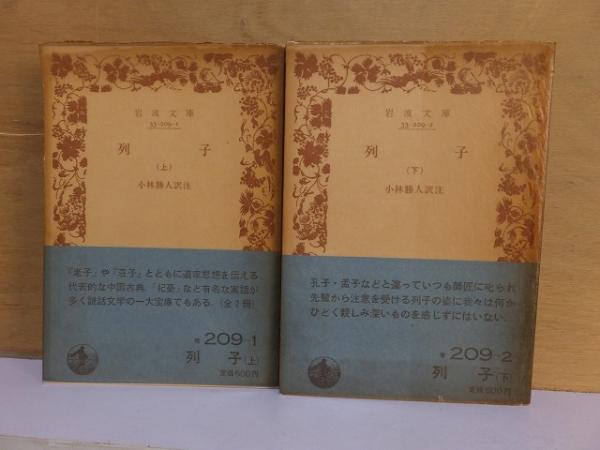 岩波文庫
33-209-1
列 子
(上)
小林勝人訳注
『老子』や『荘子』とともに道家思想を伝える
代表的な中国古典.「杞憂」など有名な寓話が
多く説話文学の一大宝庫でもある.(全2冊)
青 209-1
列 子(上)
定価600円
岩波文庫
33-209-2
列 子
(下)
小林勝人訳注
孔子・孟子などと違っていつも師匠に叱られ
先輩から注意を受ける列子の姿に我々は何か
ひどく親しみ深いものを感じずにはいない.
青 209-2
列 子(下)
定価600円